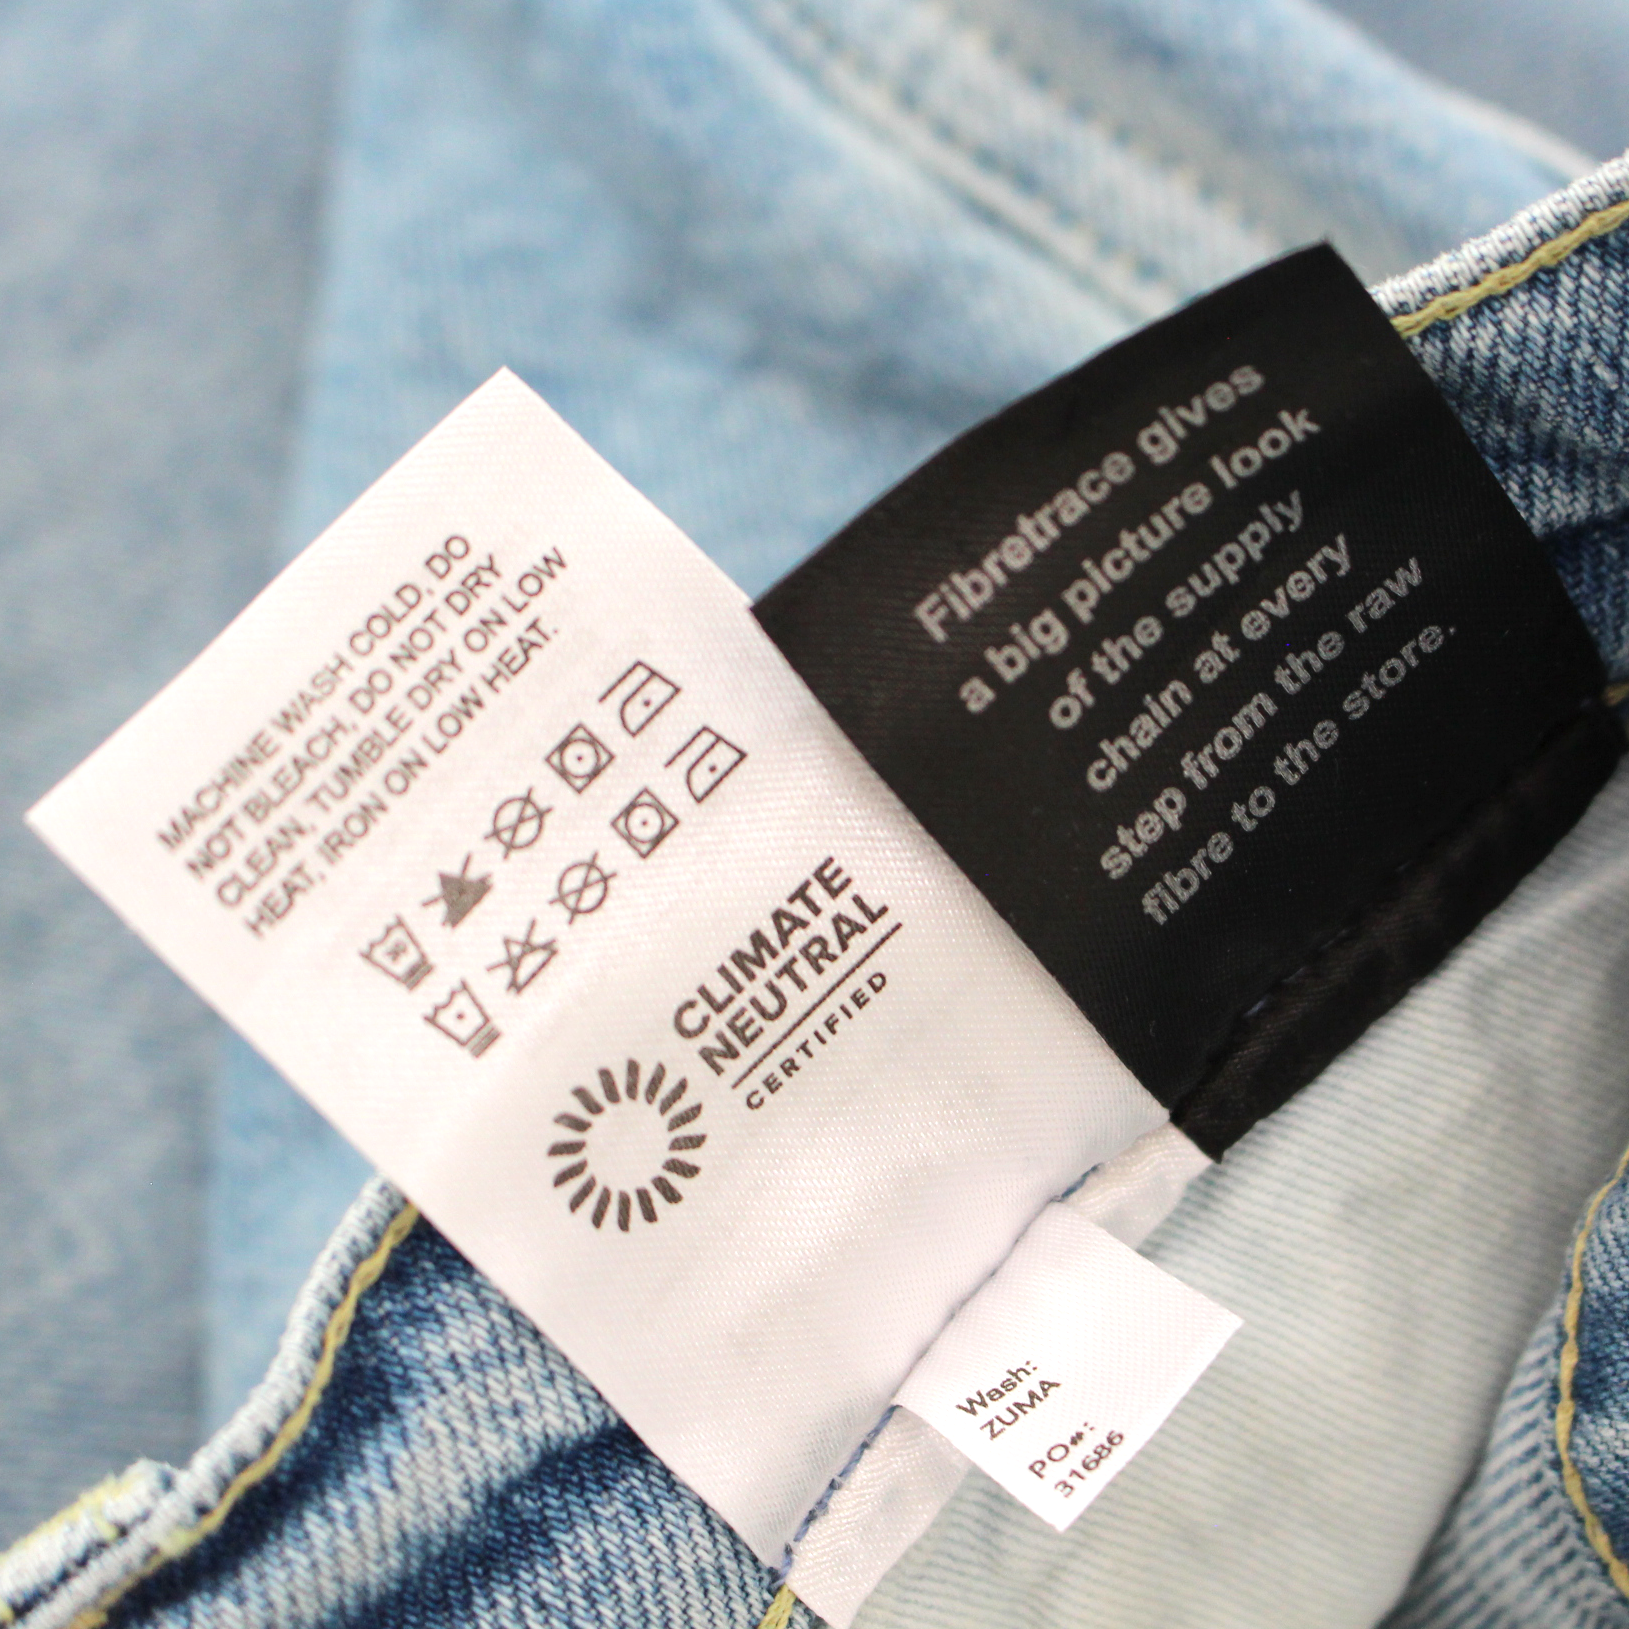 MACHINE WASH COLD, DO
NOT BLEACH, DO NOT DRY
CLEAN, TUMBLE DRY ON LOW
HEAT, IRON ON LOW HEAT.
R
CLIMATE
NEUTRAL
CERTIFIED
Fibretrace gives
a big picture look
of the supply
chain at every
step from the raw
fibre to the store.
Wash:
ZUMA
PO#:
31686